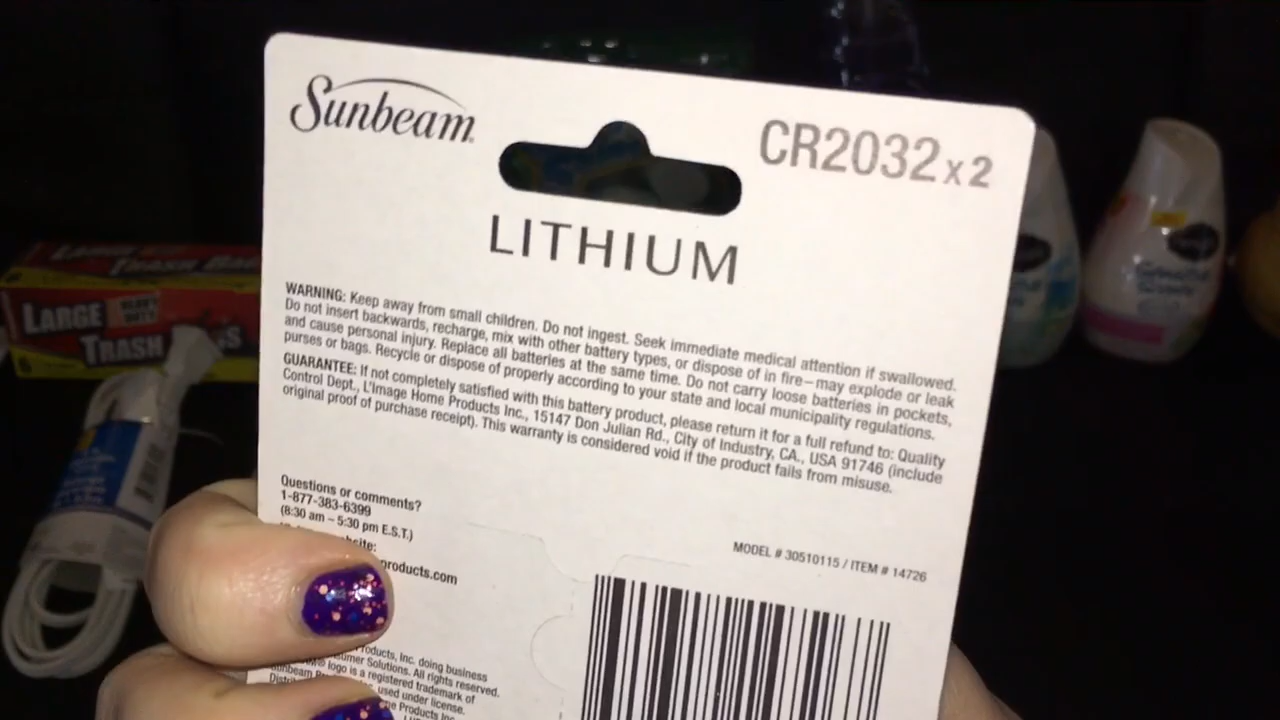 Sunbeam
CR2032 x 2
LITHIUM
WARNING: Keep away from small children. Do not ingest. Seek immediate medical attention if swallowed.
Do not insert backwards, recharge, mix with other battery types, or dispose of in fire—may explode or leak
and cause personal injury. Replace all batteries at the same time. Do not carry loose batteries in pockets,
purses or bags. Recycle or dispose of properly according to your state and local municipality regulations.
GUARANTEE: If not completely satisfied with this battery product, please return it for a full refund to: Quality
Control Dept., L'Image Home Products Inc., 15147 Don Julian Rd., City of Industry, CA., USA 91746 (include
original proof of purchase receipt). This warranty is considered void if the product fails from misuse.
Questions or comments?
1-877-383-6399
(8:30 am – 5:30 pm E.S.T.)
products.com
MODEL # 30510115 / ITEM # 14726
Products, Inc. doing business
Solutions. All rights reserved.
logo is a registered trademark of
used under license.
Products Inc.
LARGE
TRASH
LARGE TRASH